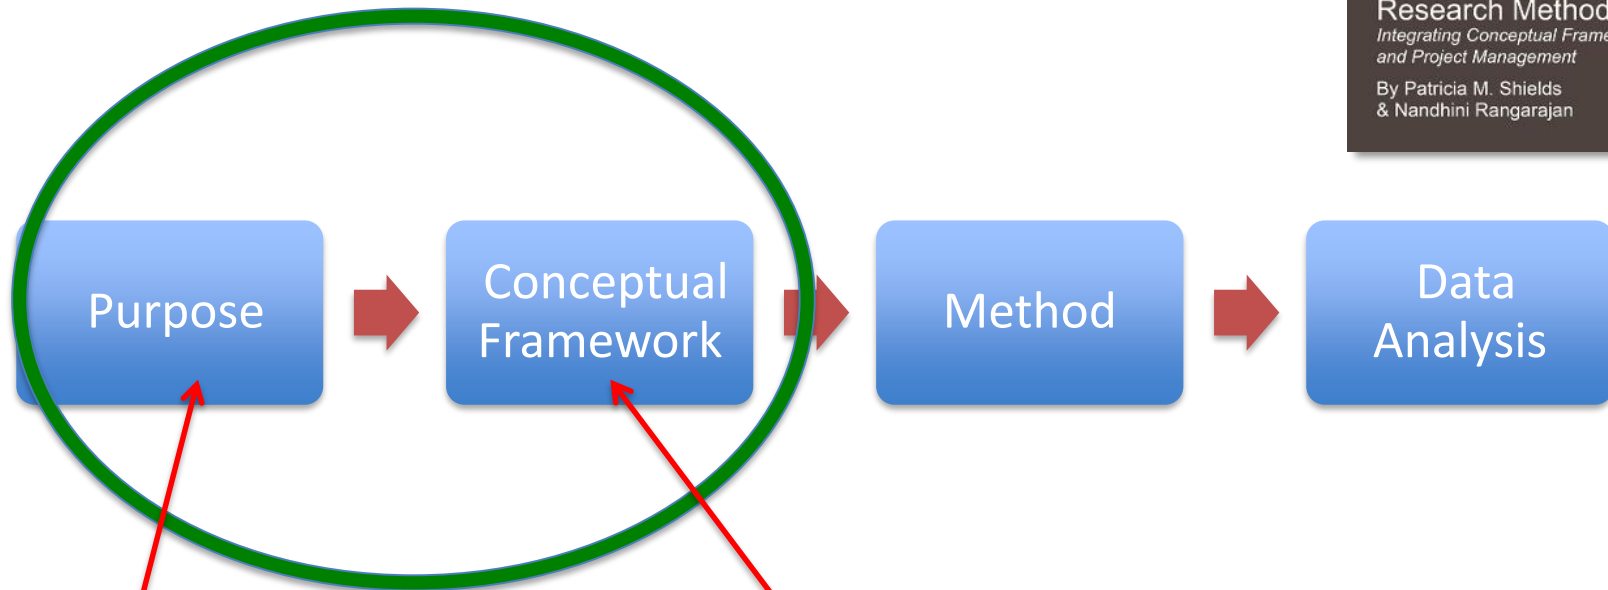 Research Method
Integrating Conceptual Frame
and Project Management
By Patricia M. Shields
& Nandhini Rangarajan
Purpose
Conceptual
Framework
Method
Data
Analysis